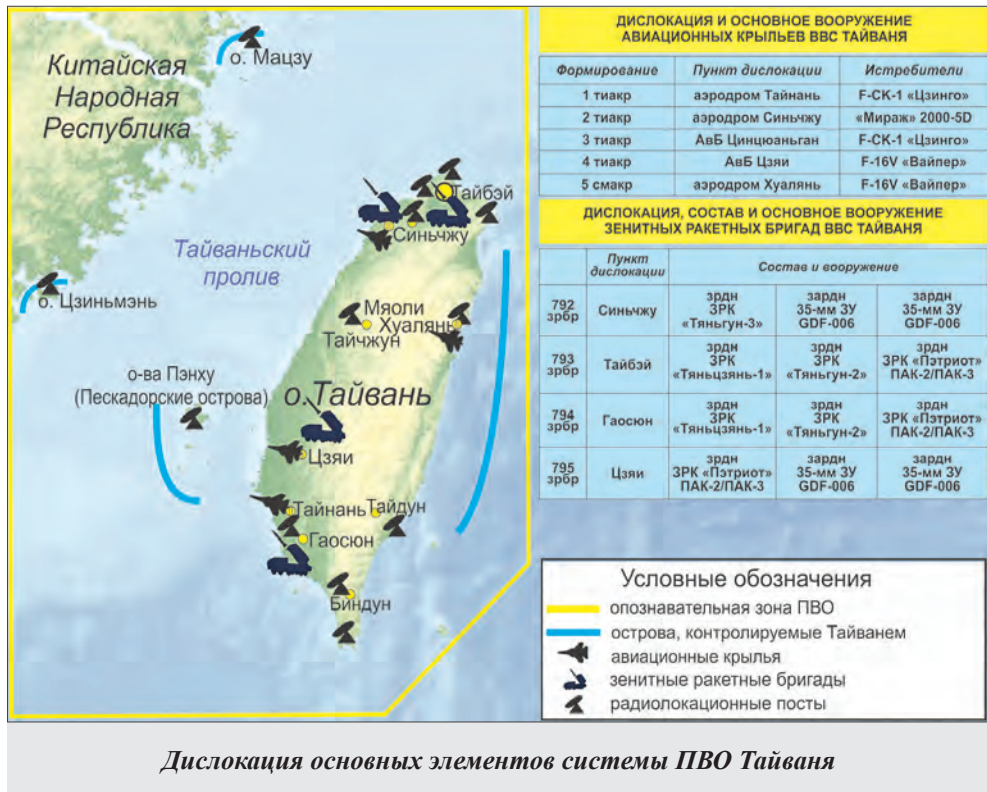 Китайская
Народная
Республика
о. Мацзу
Тайбэй
Синьчжу
Тайваньский
пролив
о. Цзиньмэнь
Мяоли
Хуалянь
Тайчжун
о-ва Пэнху
(Пескадорские острова)
о.Тайвань
Цзяи
Тайнань
Тайдун
Гаосюн
Биндун
ДИСЛОКАЦИЯ И ОСНОВНОЕ ВООРУЖЕНИЕ
АВИАЦИОННЫХ КРЫЛЬЕВ ВВС ТАЙВАНЯ
Формирование Пункт дислокации Истребители
1 тиакр аэродром Тайнань F-CK-1 «Цзинго»
2 тиакр аэродром Синьчжу «Мираж» 2000-5D
3 тиакр АвБ Цинцюаньган F-CK-1 «Цзинго»
4 тиакр АвБ Цзяи F-16V «Вайпер»
5 смакр аэродром Хуалянь F-16V «Вайпер»
ДИСЛОКАЦИЯ, СОСТАВ И ОСНОВНОЕ ВООРУЖЕНИЕ
ЗЕНИТНЫХ РАКЕТНЫХ БРИГАД ВВС ТАЙВАНЯ
Пункт
дислокации
Состав и вооружение
792
зрбр
Синьчжу
зрдн
ЗРК
«Тяньгун-3»
зардн
35-мм ЗУ
GDF-006
зардн
35-мм ЗУ
GDF-006
793
зрбр
Тайбэй
зрдн
ЗРК
«Тяньцзянь-1»
зрдн
ЗРК
«Тяньгун-2»
зрдн
ЗРК «Пэтриот»
ПАК-2/ПАК-3
794
зрбр
Гаосюн
зрдн
ЗРК
«Тяньцзянь-1»
зрдн
ЗРК
«Тяньгун-2»
зрдн
ЗРК «Пэтриот»
ПАК-2/ПАК-3
795
зрбр
Цзяи
зрдн
ЗРК «Пэтриот»
ПАК-2/ПАК-3
зардн
35-мм ЗУ
GDF-006
зардн
35-мм ЗУ
GDF-006
Условные обозначения
опознавательная зона ПВО
острова, контролируемые Тайванем
авиационные крылья
зенитные ракетные бригады
радиолокационные посты
Дислокация основных элементов системы ПВО Тайваня